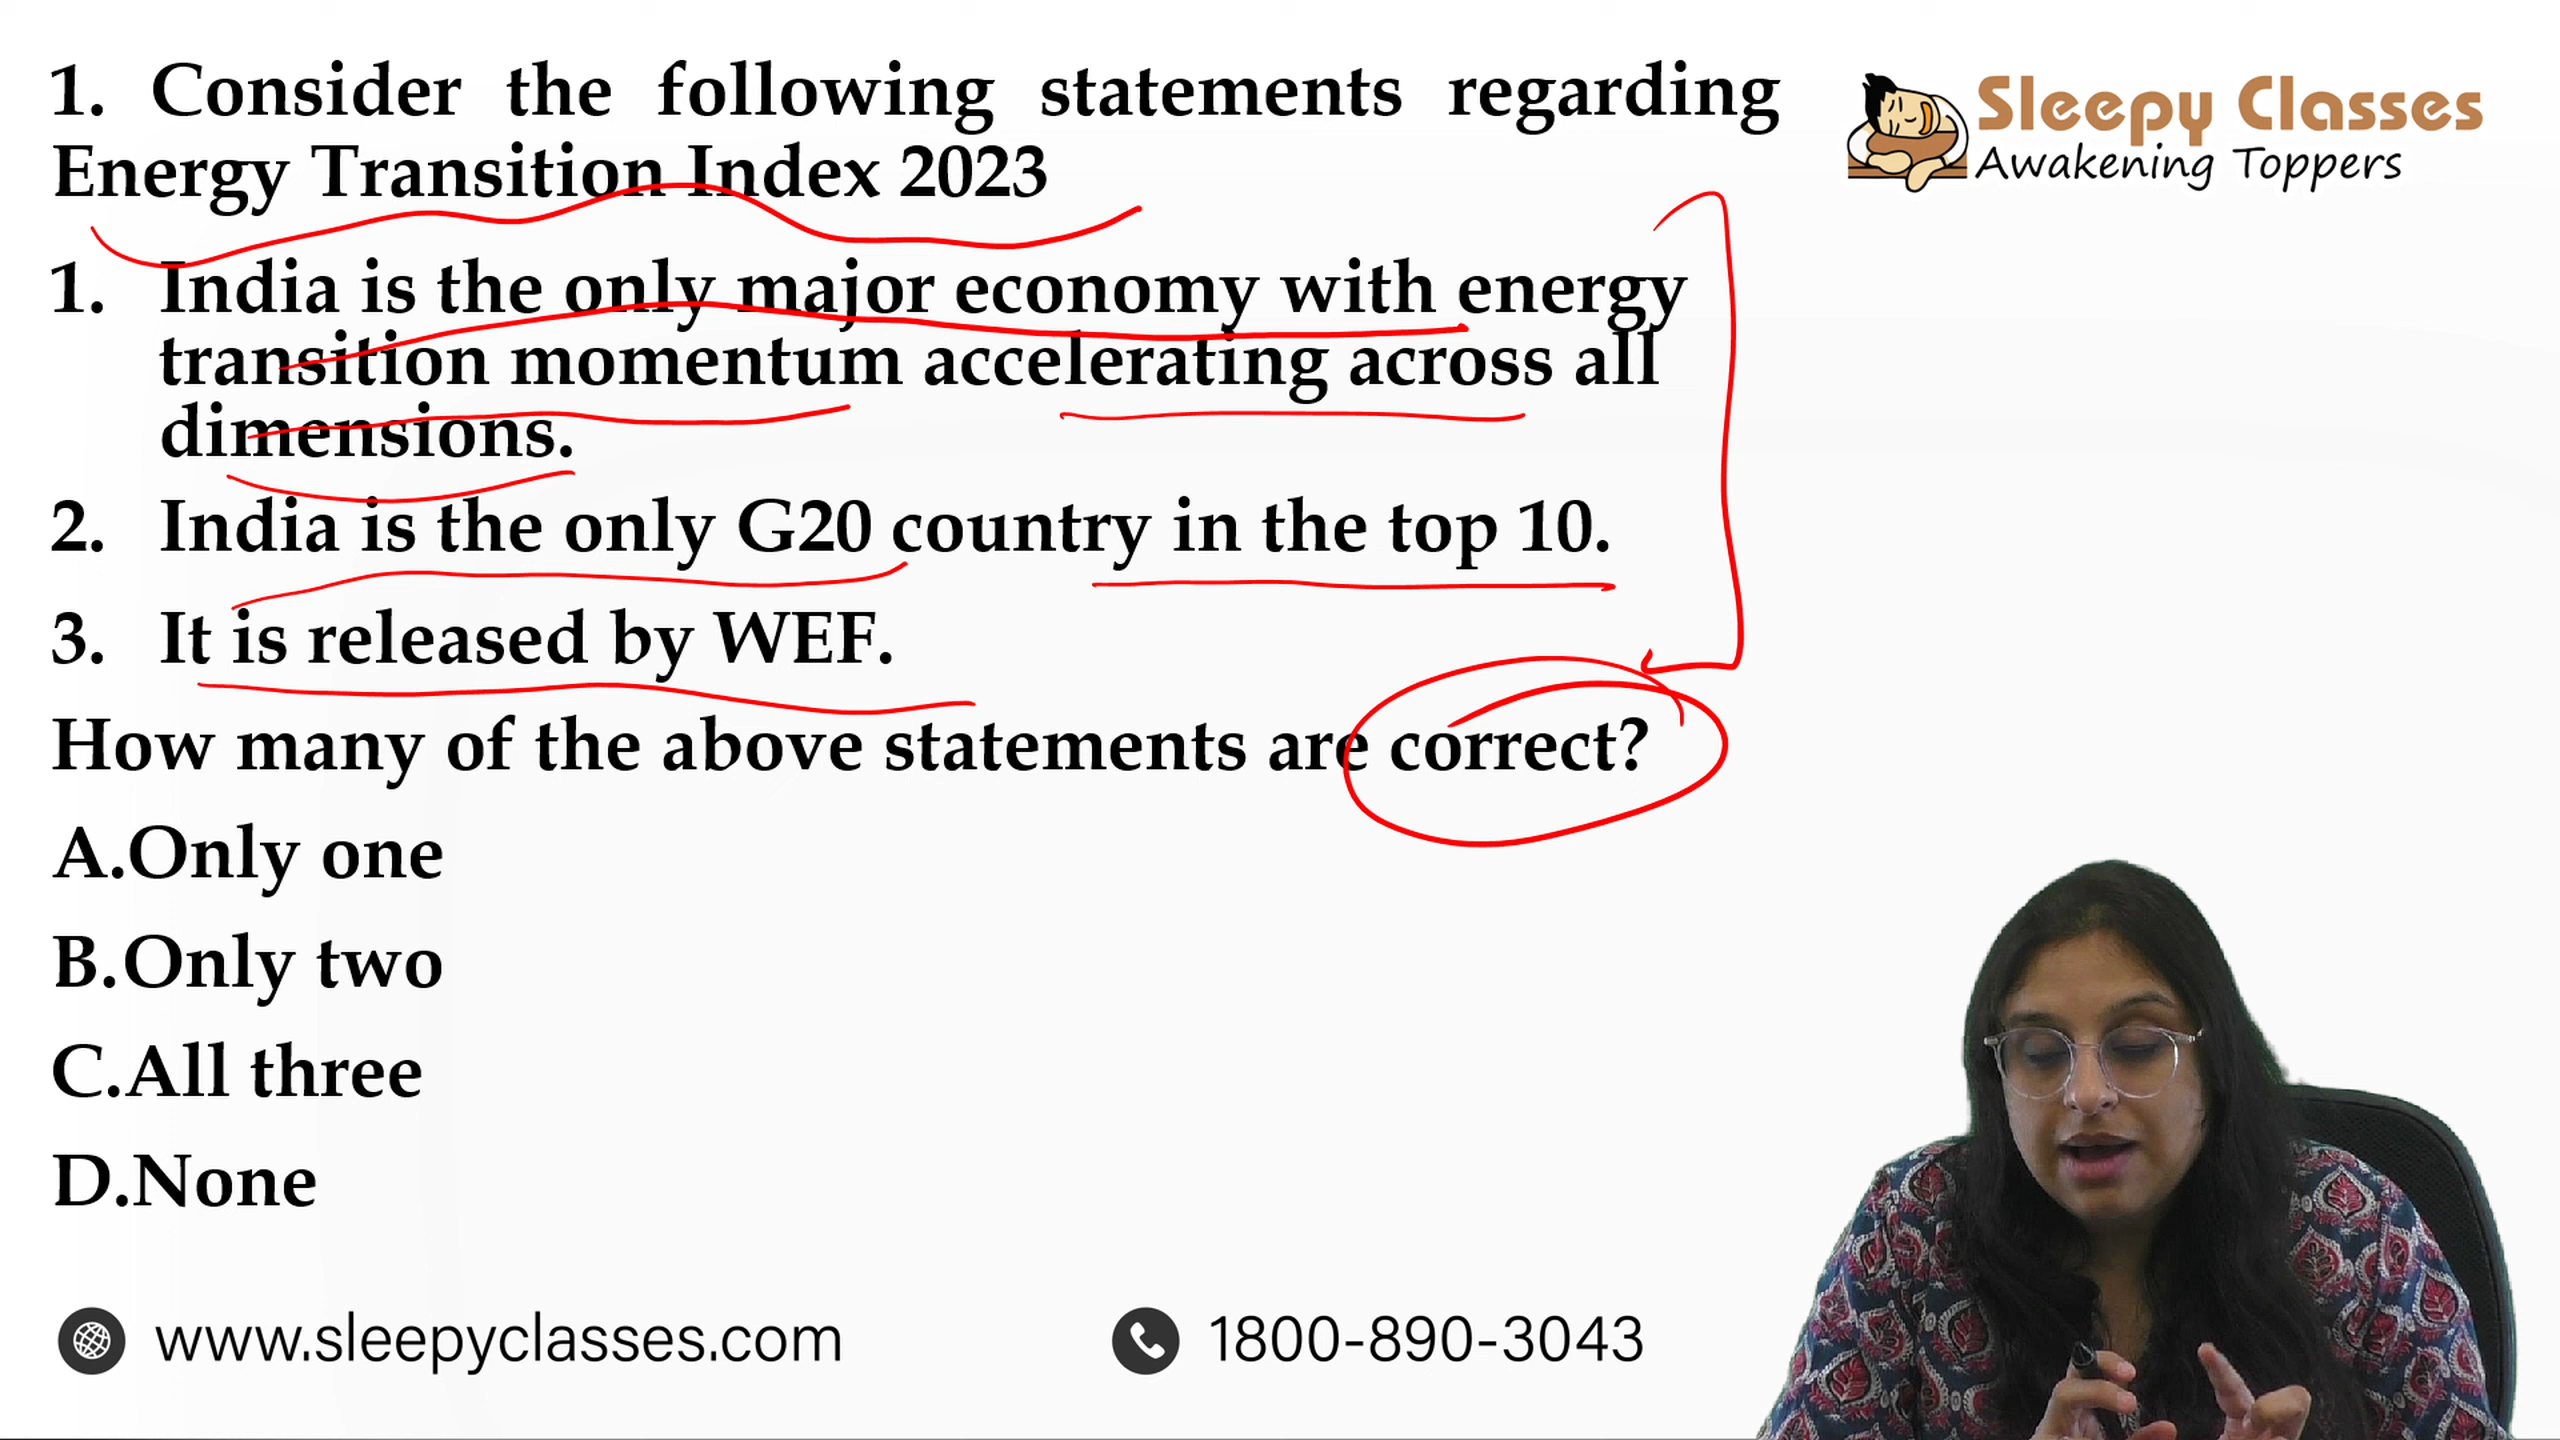 1. Consider the following statements regarding
Energy Transition Index 2023
Sleepy Classes
Awakening Toppers
1. India is the only major economy with energy
transition momentum accelerating across all
dimensions.
2. India is the only G20 country in the top 10.
3. It is released by WEF.
How many of the above statements are correct?
A.Only one
B.Only two
C.All three
D.None
www.sleepyclasses.com
1800-890-3043